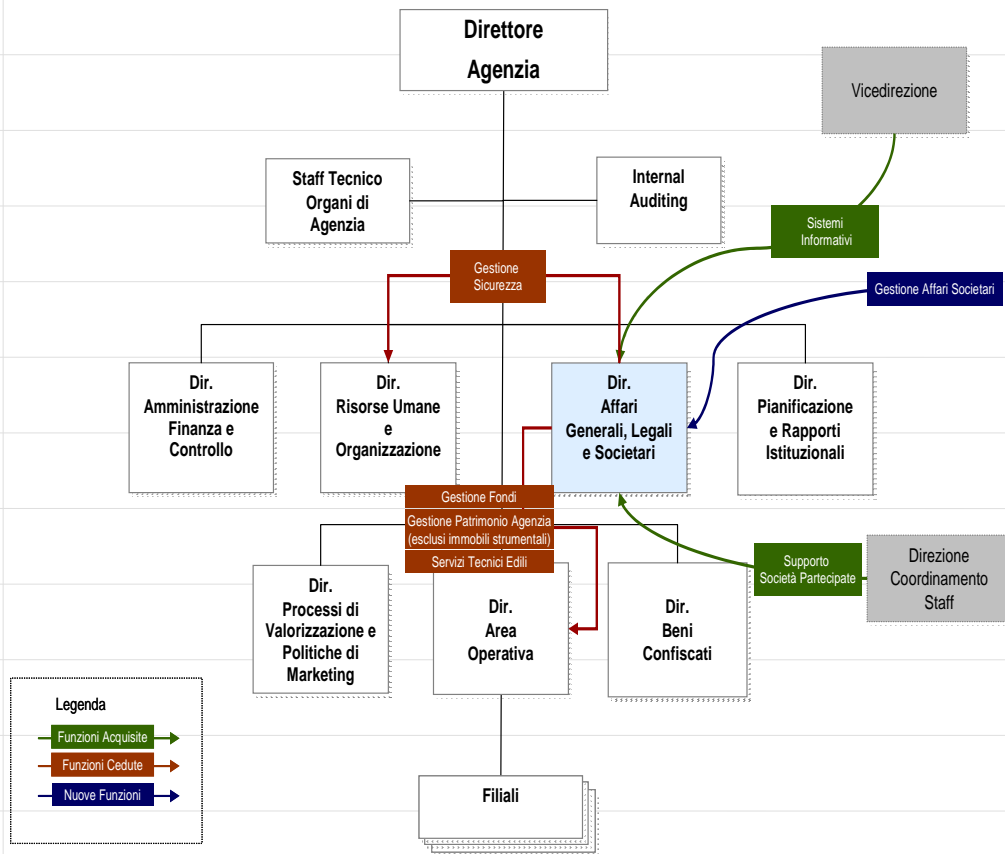 Direttore
Agenzia
Vicedirezione
Staff Tecnico
Organi di
Agenzia
Internal
Auditing
Sistemi
Informativi
Gestione
Sicurezza
Gestione Affari Societari
Dir.
Amministrazione
Finanza e
Controllo
Dir.
Risorse Umane
e
Organizzazione
Dir.
Affari
Generali, Legali
e Societari
Dir.
Pianificazione
e Rapporti
Istituzionali
Gestione Fondi
Gestione Patrimonio Agenzia
(esclusi immobili strumentali)
Servizi Tecnici Edili
Supporto
Società Partecipate
Direzione
Coordinamento
Staff
Dir.
Processi di
Valorizzazione e
Politiche di
Marketing
Dir.
Area
Operativa
Dir.
Beni
Confiscati
Legenda
Funzioni Acquisite
Funzioni Cedute
Nuove Funzioni
Filiali